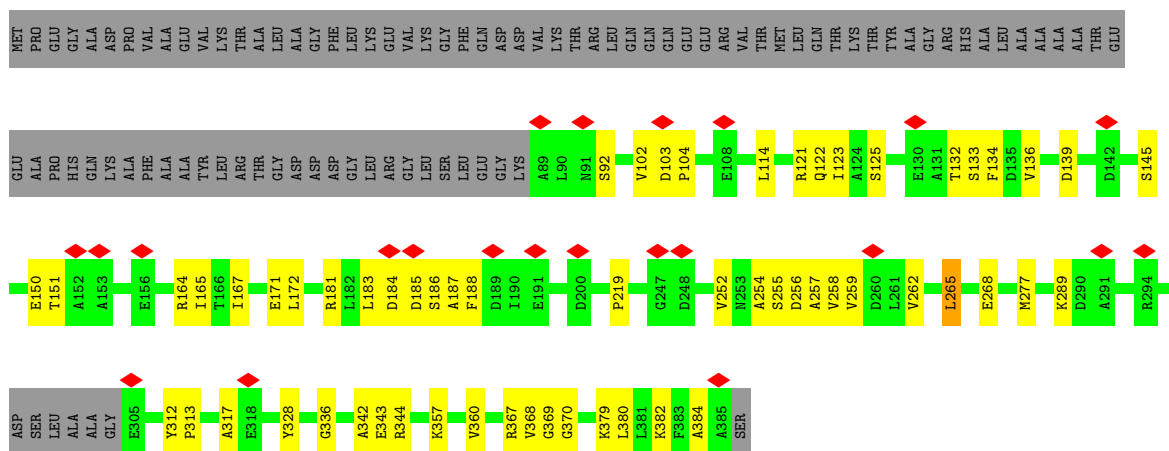 MET PRO GLU GLY ALA ASP PRO VAL ALA GLU VAL LYS THR ALA LEU ALA GLY PHE LEU LYS GLU VAL LYS GLY PHE GLN ASP ASP VAL LYS THR ARG LEU GLN GLN GLN GLU GLU ARG VAL THR MET LEU GLN THR LYS THR TYR ALA GLY ARG HIS ALA LEU ALA ALA ALA ALA THR GLU
GLU ALA PRO HIS GLN LYS ALA PHE ALA ALA TYR LEU ARG THR GLY ASP ASP ASP GLY LEU ARG GLY LEU SER LEU GLU GLY LYS A89 L90 N91 S92 V102 D103 P104 E108 L114 R121 Q122 I123 A124 S125 E130 A131 T132 S133 F134 D135 V136 D139 D142 S145
E150 T151 A152 A153 E156 R164 I165 T166 I167 E171 L172 R181 L182 L183 D184 D185 S186 A187 F188 D189 I190 E191 D200 P219 G247 D248 V252 N253 A254 S255 D256 A257 V258 V259 D260 L261 V262 L265 E268 M277 K289 D290 A291 R294
ASP SER LEU ALA ALA GLY E305 Y312 P313 A317 E318 Y328 G336 A342 E343 R344 K357 V360 R367 V368 G369 G370 K379 L380 L381 K382 F383 A384 A385 SER